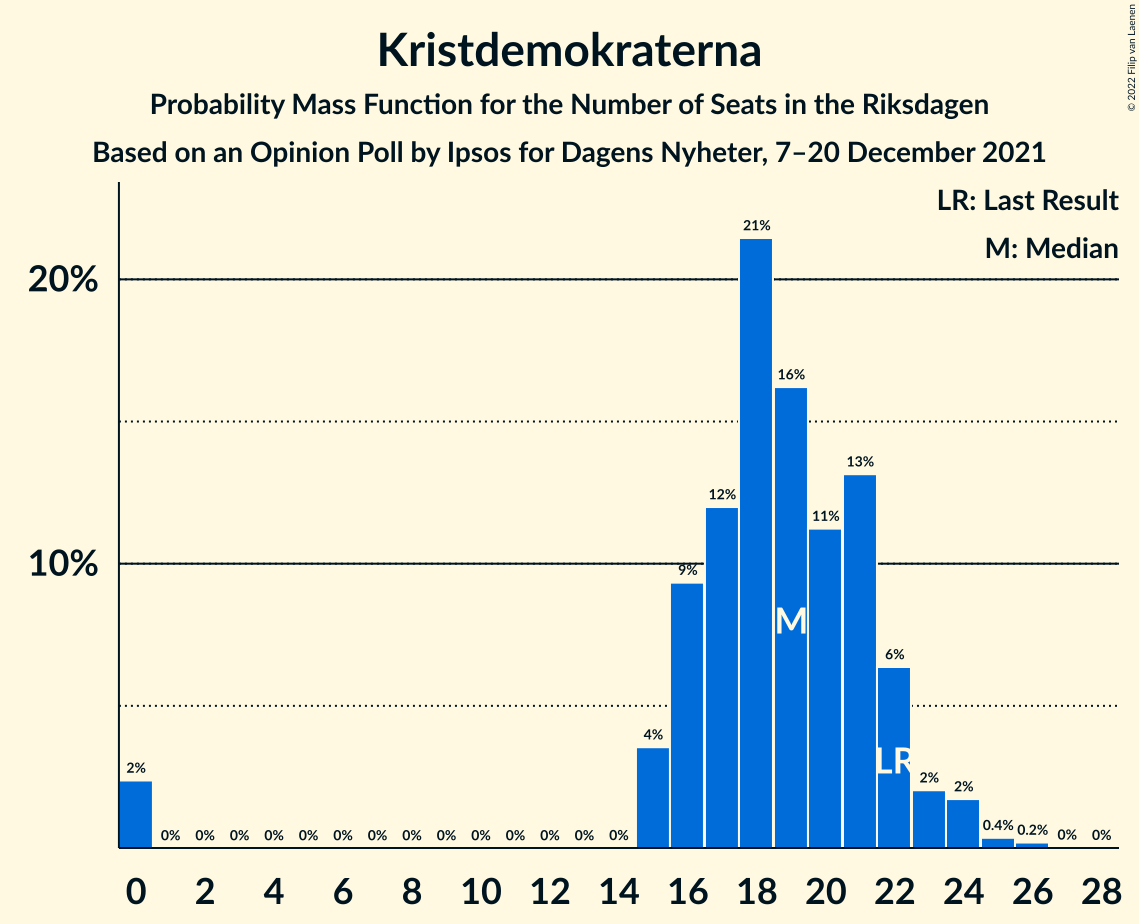 Kristdemokraterna
Probability Mass Function for the Number of Seats in the Riksdagen
Based on an Opinion Poll by Ipsos for Dagens Nyheter, 7–20 December 2021
© 2022 Filip van Laenen
LR: Last Result
M: Median
20%
10%
2% 0% 0% 0% 0% 0% 0% 0% 0% 0% 0% 0% 0% 0% 0% 4% 9% 12% 21% 16% 11% 13% 6% 2% 2% 0.4% 0.2% 0% 0%
M
LR
0 2 4 6 8 10 12 14 16 18 20 22 24 26 28